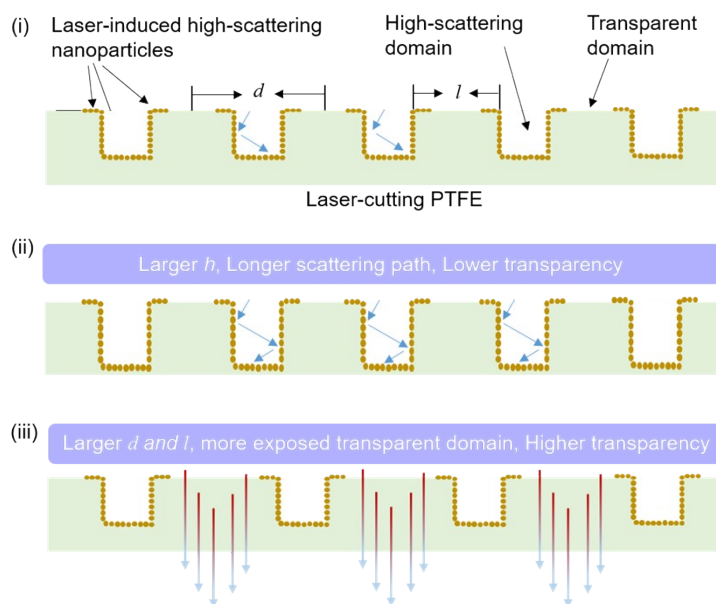 (i)
Laser-induced high-scattering
nanoparticles
High-scattering
domain
Transparent
domain
d
l
Laser-cutting PTFE
(ii)
Larger h, Longer scattering path, Lower transparency
(iii)
Larger d and l, more exposed transparent domain, Higher transparency